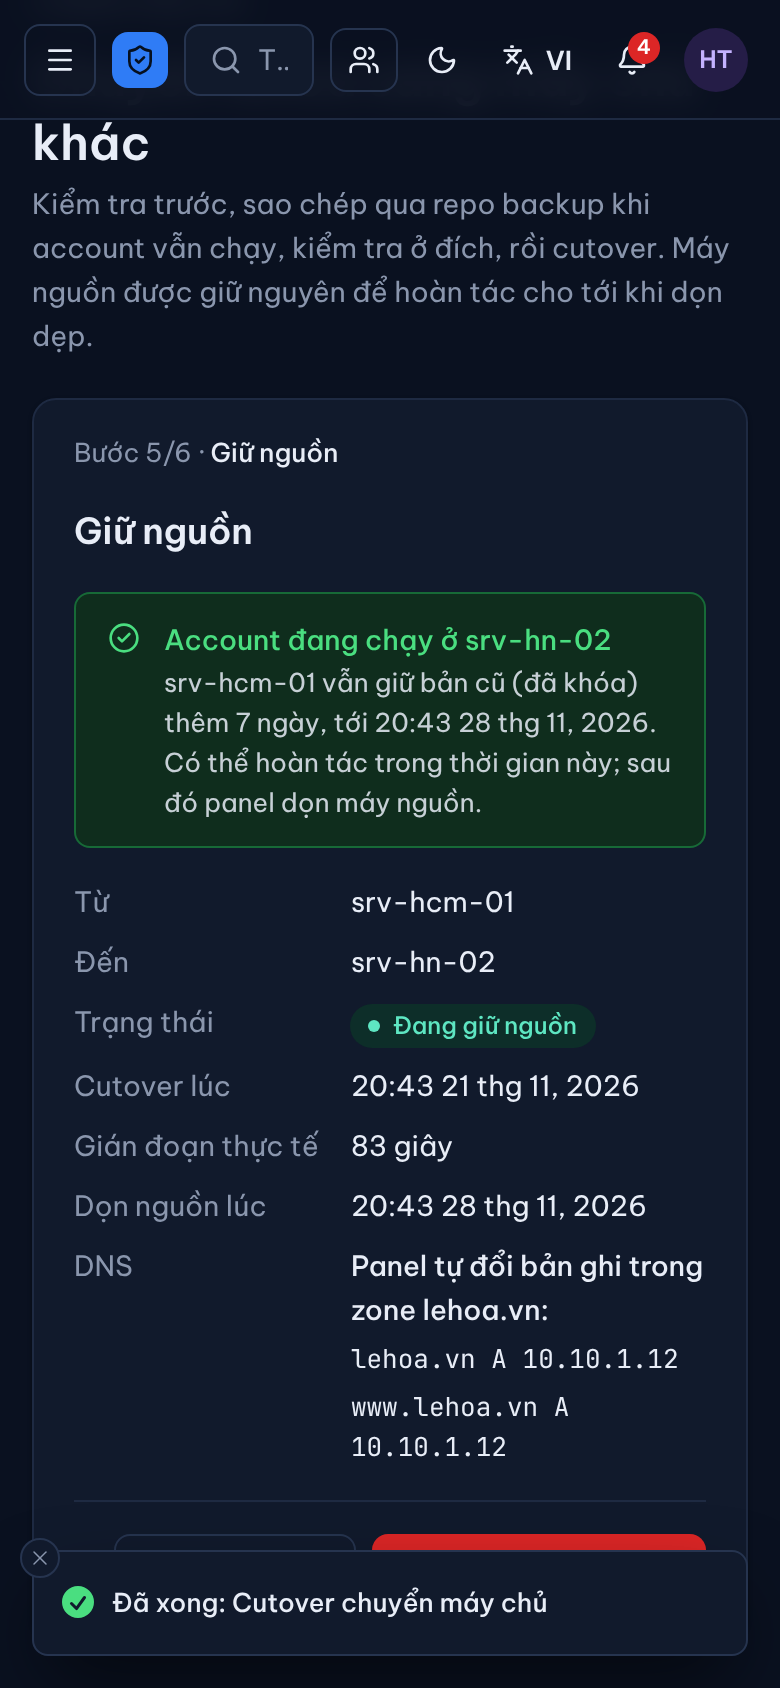 T..
VI
4
HT
khác
Kiểm tra trước, sao chép qua repo backup khi
account vẫn chạy, kiểm tra ở đích, rồi cutover. Máy
nguồn được giữ nguyên để hoàn tác cho tới khi dọn
dẹp.
Bước 5/6 · Giữ nguồn
Giữ nguồn
Account đang chạy ở srv-hn-02
srv-hcm-01 vẫn giữ bản cũ (đã khóa)
thêm 7 ngày, tới 20:43 28 thg 11, 2026.
Có thể hoàn tác trong thời gian này; sau
đó panel dọn máy nguồn.
Từ srv-hcm-01
Đến srv-hn-02
Trạng thái Đang giữ nguồn
Cutover lúc 20:43 21 thg 11, 2026
Gián đoạn thực tế 83 giây
Dọn nguồn lúc 20:43 28 thg 11, 2026
DNS Panel tự đổi bản ghi trong
zone lehoa.vn:
lehoa.vn A 10.10.1.12
www.lehoa.vn A
10.10.1.12
Đã xong: Cutover chuyển máy chủ